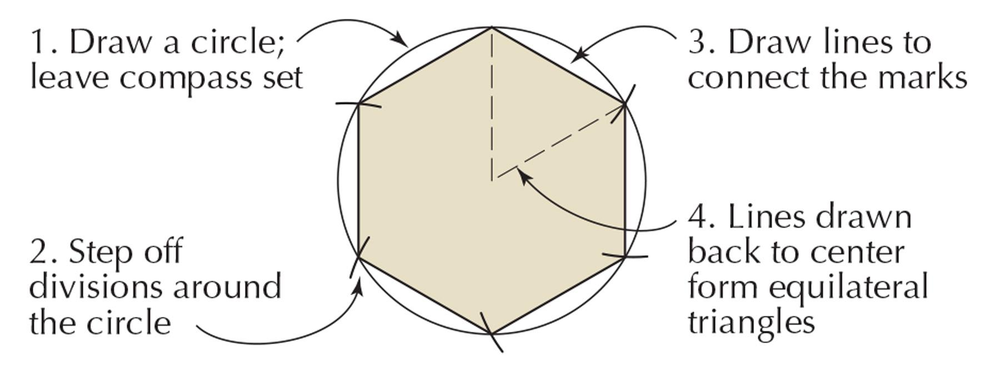 1. Draw a circle;
leave compass set
2. Step off
divisions around
the circle
3. Draw lines to
connect the marks
4. Lines drawn
back to center
form equilateral
triangles